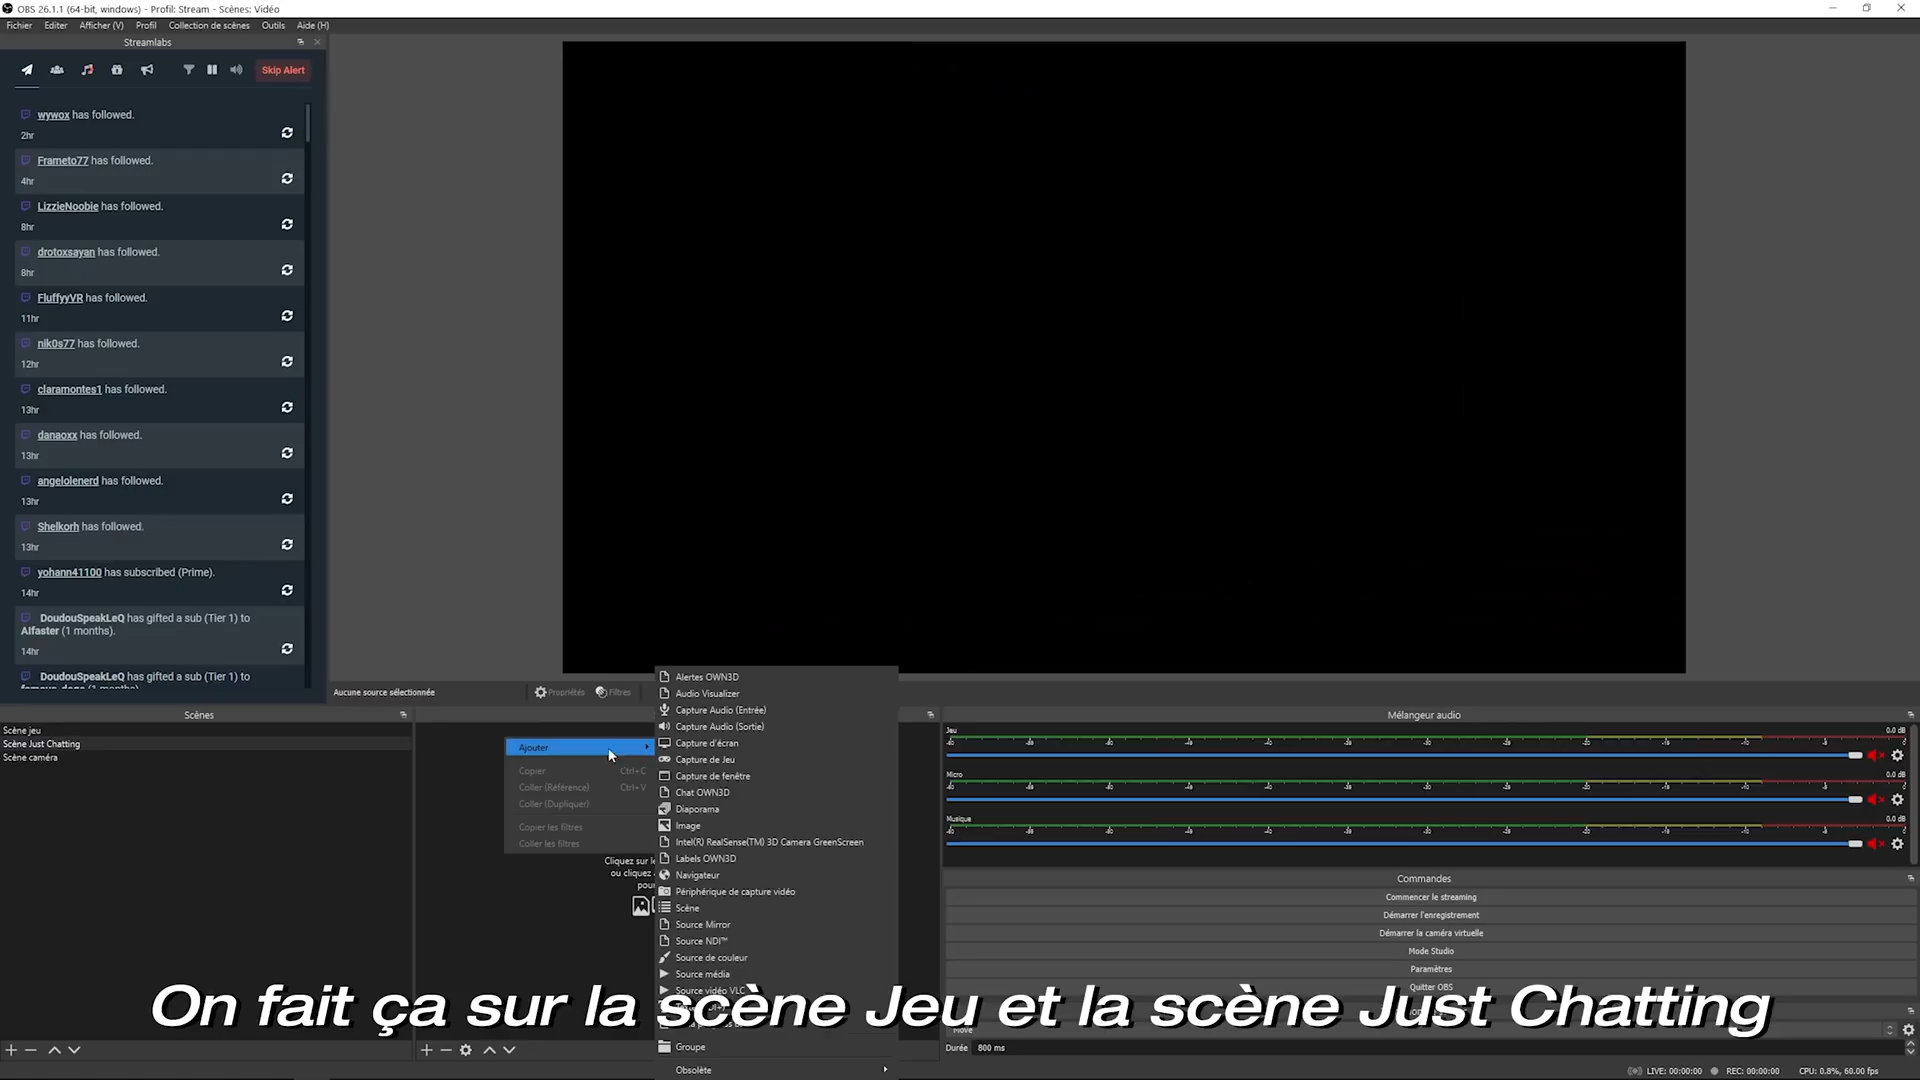 OBS 26.1.1 (64-bit, windows) - Profil: Stream - Scènes: Vidéo
Fichier Editer Afficher (V) Profil Collection de scènes Outils Aide (H)
Streamlabs
Skip Alert
wywox has followed.
2hr
Frameto77 has followed.
4hr
LizzieNoobie has followed.
8hr
drotoxsayan has followed.
8hr
FluffyyVR has followed.
11hr
nik0s77 has followed.
12hr
claramontes1 has followed.
13hr
danaoxx has followed.
13hr
angelolenerd has followed.
13hr
Shelkorh has followed.
13hr
yohann41100 has subscribed (Prime).
14hr
DoudouSpeakLeQ has gifted a sub (Tier 1) to
Alfaster (1 months).
14hr
DoudouSpeakLeQ has gifted a sub (Tier 1) to
Aucune source sélectionnée
Propriétés Filtres
Scènes
Scène jeu
Scène Just Chatting
Scène caméra
Ajouter
Copier Ctrl+C
Coller (Référence) Ctrl+V
Coller (Dupliquer)
Copier les filtres
Coller les filtres
Cliquez sur le
ou cliquez
pour
Alertes OWN3D
Audio Visualizer
Capture Audio (Entrée)
Capture Audio (Sortie)
Capture d'écran
Capture de Jeu
Capture de fenêtre
Chat OWN3D
Diaporama
Image
Intel(R) RealSense(TM) 3D Camera GreenScreen
Labels OWN3D
Navigateur
Périphérique de capture vidéo
Scène
Source Mirror
Source NDI™
Source de couleur
Source média
Source vidéo VLC
Groupe
Obsolète
Mélangeur audio
Jeu 0.0 dB
Micro 0.0 dB
Musique 0.0 dB
Commandes
Commencer le streaming
Démarrer l'enregistrement
Démarrer la caméra virtuelle
Mode Studio
Paramètres
Quitter OBS
Move
Durée 800 ms
On fait ça sur la scène Jeu et la scène Just Chatting
LIVE: 00:00:00 REC: 00:00:00 CPU: 0.8%, 60.00 fps